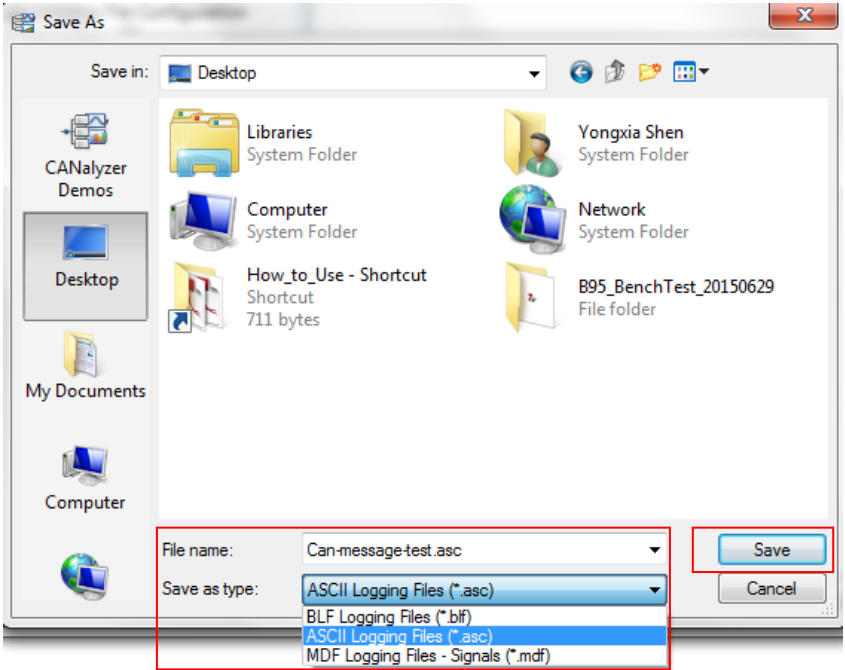 Save As
Save in:
Desktop
CANalyzer
Demos
Desktop
My Documents
Computer
Libraries
System Folder
Yongxia Shen
System Folder
Computer
System Folder
Network
System Folder
How_to_Use - Shortcut
Shortcut
711 bytes
B95_BenchTest_20150629
File folder
File name:
Can-message-test.asc
Save
Save as type:
ASCII Logging Files (*.asc)
Cancel
BLF Logging Files (*.blf)
ASCII Logging Files (*.asc)
MDF Logging Files - Signals (*.mdf)